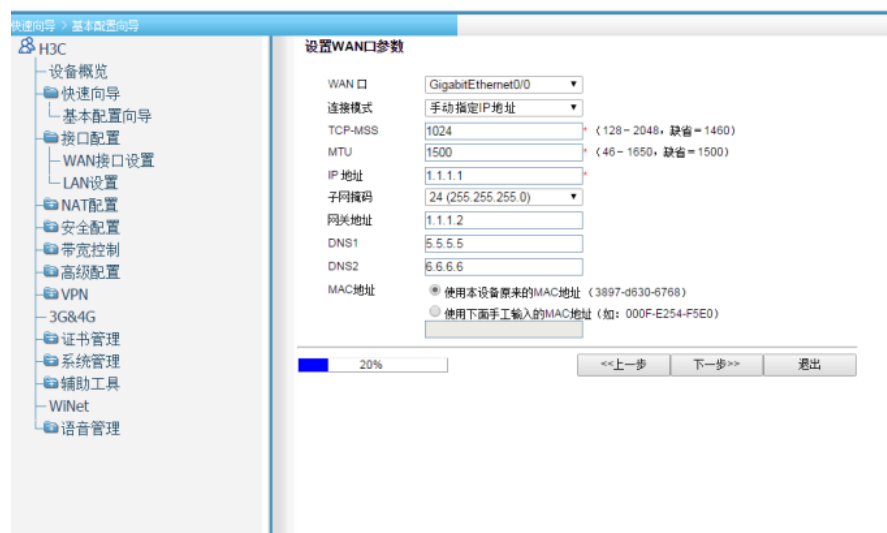 快速向导 > 基本配置向导
H3C
设备概览
快速向导
基本配置向导
接口配置
WAN接口设置
LAN设置
NAT配置
安全配置
带宽控制
高级配置
VPN
3G&4G
证书管理
系统管理
辅助工具
WiNet
语音管理
设置WAN口参数
WAN 口 GigabitEthernet0/0
连接模式 手动指定IP地址
TCP-MSS 1024 *（128－2048，缺省＝1460）
MTU 1500 *（46－1650，缺省＝1500）
IP 地址 1.1.1.1 *
子网掩码 24 (255.255.255.0)
网关地址 1.1.1.2
DNS1 5.5.5.5
DNS2 6.6.6.6
MAC地址 使用本设备原来的MAC地址（3897-d630-6768）
使用下面手工输入的MAC地址（如：000F-E254-F5E0）
20% <<上一步 下一步>> 退出